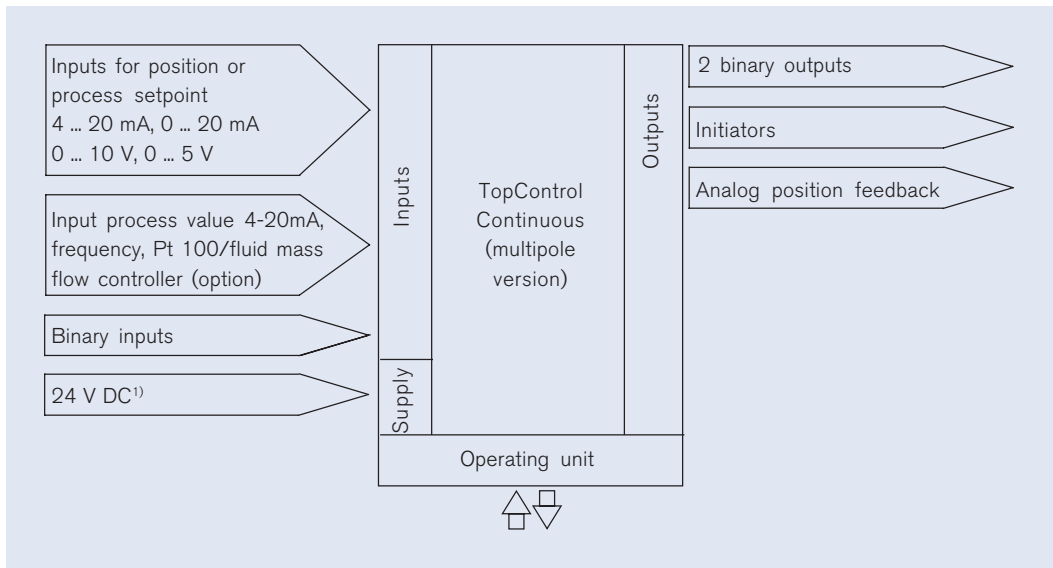 Inputs for position or
process setpoint
4 ... 20 mA, 0 ... 20 mA
0 ... 10 V, 0 ... 5 V
Input process value 4-20mA,
frequency, Pt 100/fluid mass
flow controller (option)
Binary inputs
24 V DC¹⁾
Inputs
Supply
TopControl
Continuous
(multipole
version)
Operating unit
Outputs
2 binary outputs
Initiators
Analog position feedback